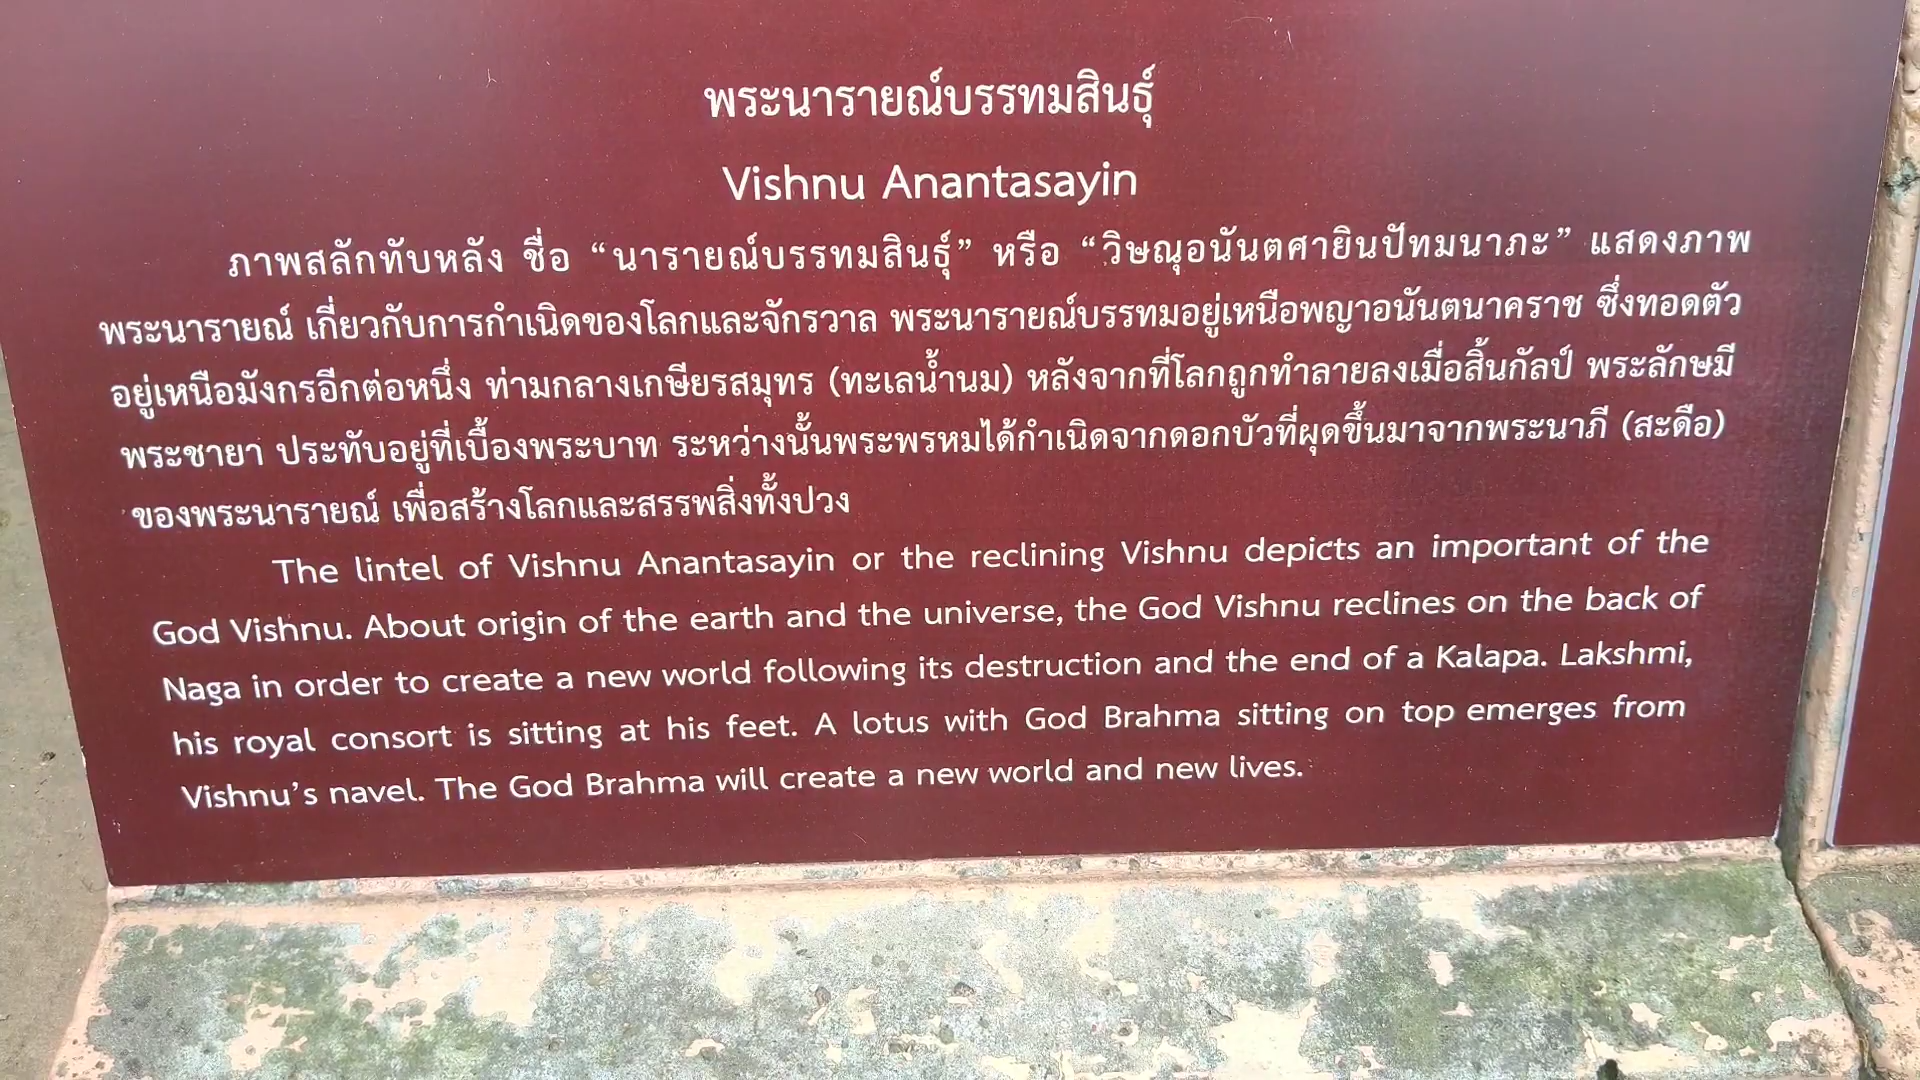 พระนารายณ์บรรทมสินธุ์
Vishnu Anantasayin
ภาพสลักทับหลัง ชื่อ “นารายณ์บรรทมสินธุ์” หรือ “วิษณุอนันตศายินปัทมนาภะ” แสดงภาพ
พระนารายณ์ เกี่ยวกับการกำเนิดของโลกและจักรวาล พระนารายณ์บรรทมอยู่เหนือพญาอนันตนาคราช ซึ่งทอดตัว
อยู่เหนือมังกรอีกต่อหนึ่ง ท่ามกลางเกษียรสมุทร (ทะเลน้ำนม) หลังจากที่โลกถูกทำลายลงเมื่อสิ้นกัลป์ พระลักษมี
พระชายา ประทับอยู่ที่เบื้องพระบาท ระหว่างนั้นพระพรหมได้กำเนิดจากดอกบัวที่ผุดขึ้นมาจากพระนาภี (สะดือ)
ของพระนารายณ์ เพื่อสร้างโลกและสรรพสิ่งทั้งปวง
The lintel of Vishnu Anantasayin or the reclining Vishnu depicts an important of the
God Vishnu. About origin of the earth and the universe, the God Vishnu reclines on the back of
Naga in order to create a new world following its destruction and the end of a Kalapa. Lakshmi,
his royal consort is sitting at his feet. A lotus with God Brahma sitting on top emerges from
Vishnu’s navel. The God Brahma will create a new world and new lives.